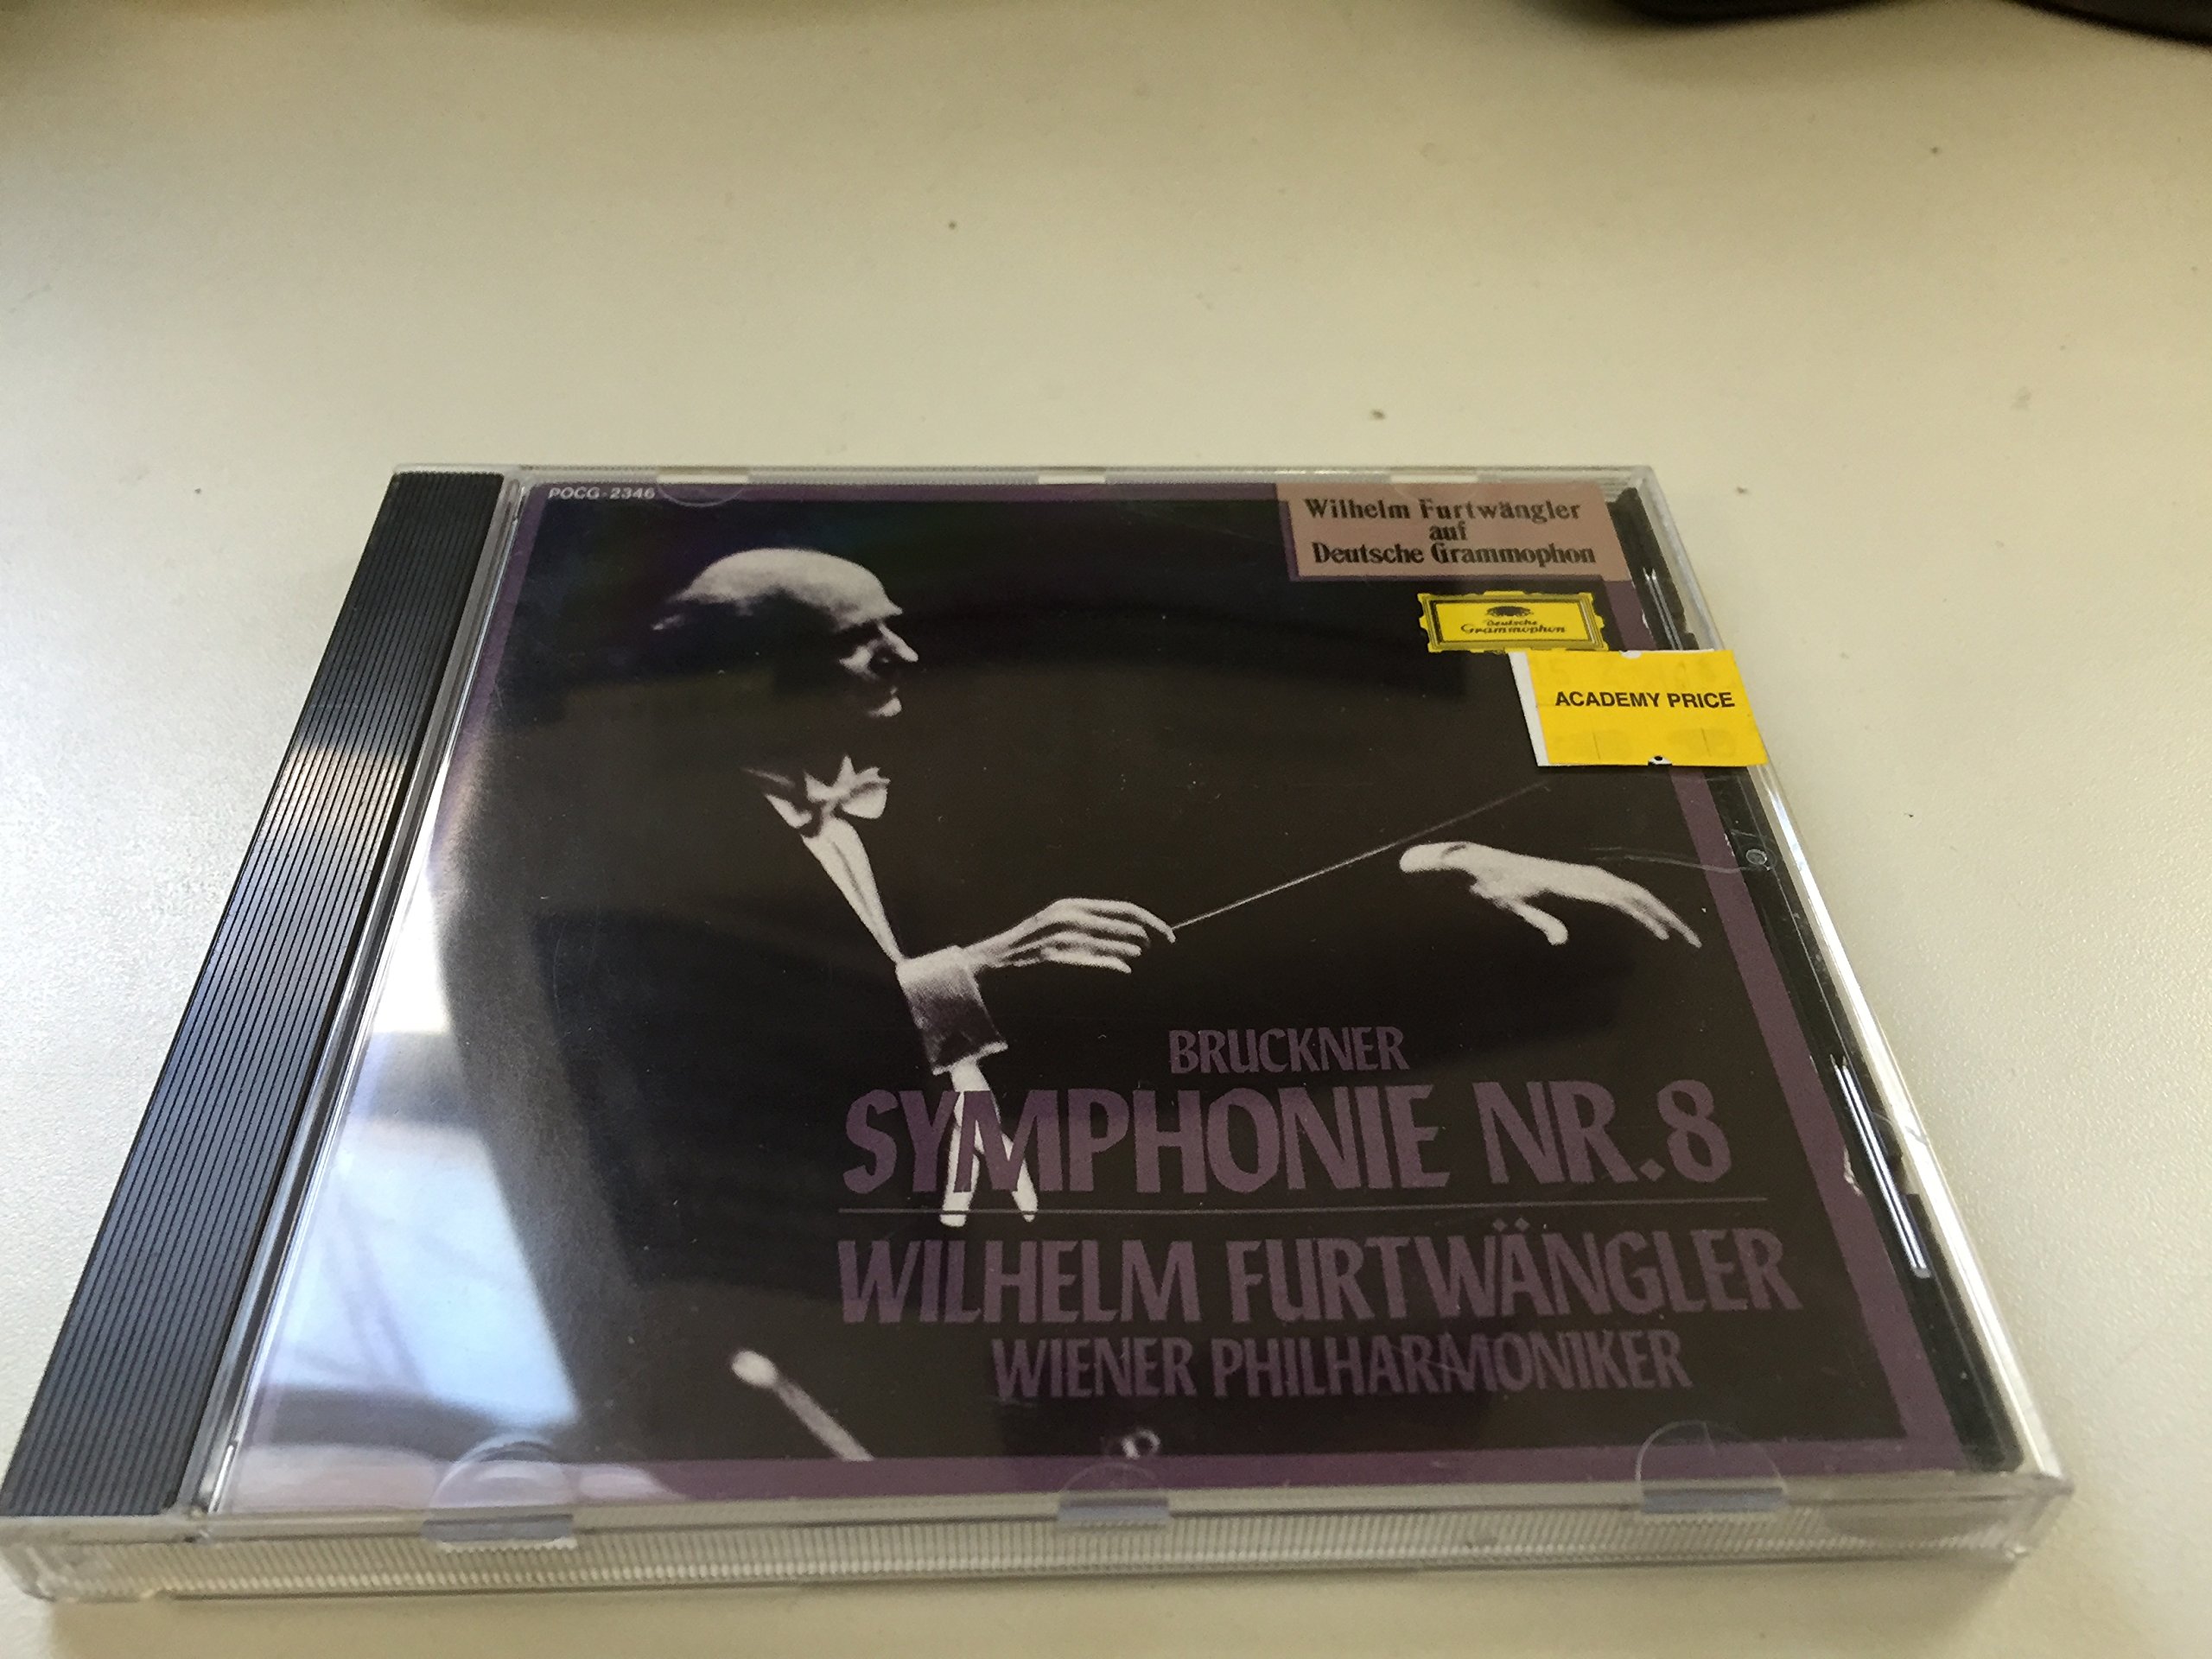 POCG-2346
Wilhelm Furtwängler
auf
Deutsche Grammophon
Deutsche
Grammophon
ACADEMY PRICE
BRUCKNER
SYMPHONIE NR.8
WILHELM FURTWÄNGLER
WIENER PHILHARMONIKER